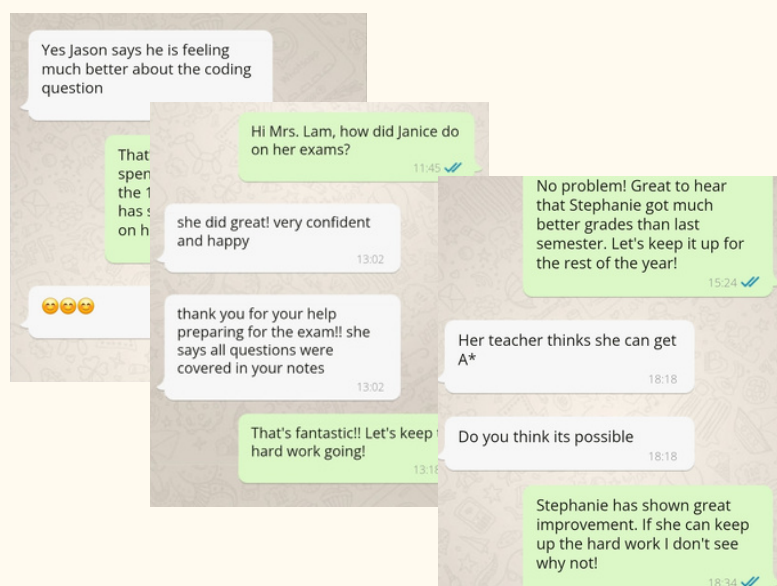 Yes Jason says he is feeling
much better about the coding
question
That
spen
the 1
has s
on h
😊😊😊
Hi Mrs. Lam, how did Janice do
on her exams?
11:45
she did great! very confident
and happy
13:02
thank you for your help
preparing for the exam!! she
says all questions were
covered in your notes
13:02
That's fantastic!! Let's keep
hard work going!
13:18
No problem! Great to hear
that Stephanie got much
better grades than last
semester. Let's keep it up for
the rest of the year!
15:24
Her teacher thinks she can get
A*
18:18
Do you think its possible
18:18
Stephanie has shown great
improvement. If she can keep
up the hard work I don't see
why not!
18:34